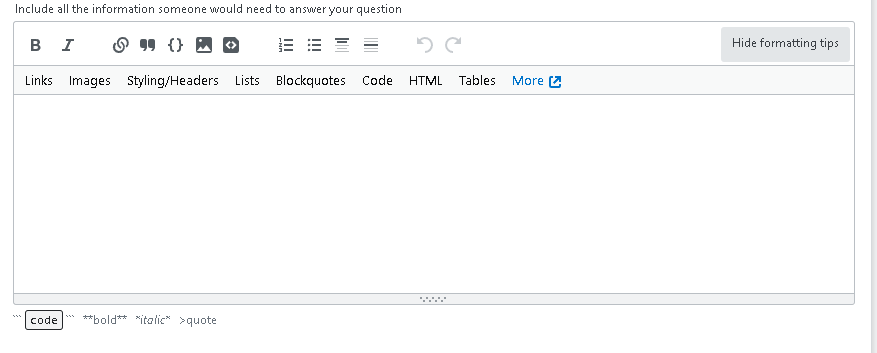 Include all the information someone would need to answer your question
B I Hide formatting tips
Links Images Styling/Headers Lists Blockquotes Code HTML Tables More
``` code ``` **bold** *italic* >quote